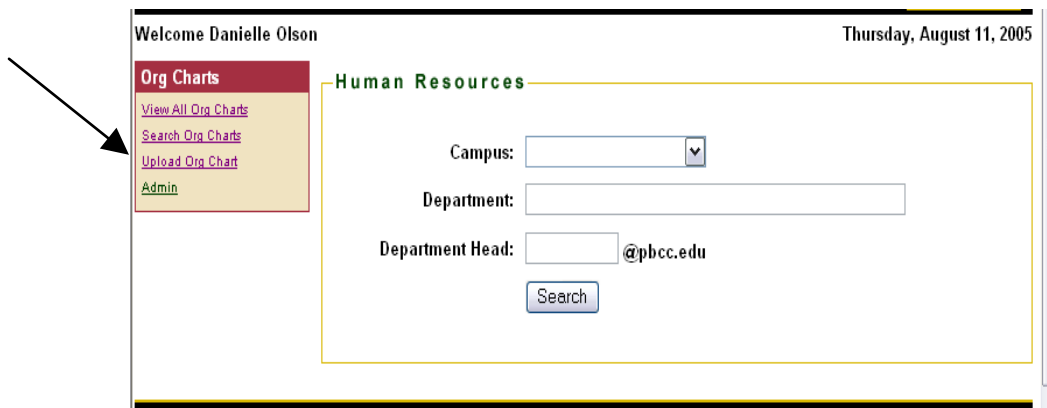 Welcome Danielle Olson
Thursday, August 11, 2005
Org Charts
View All Org Charts
Search Org Charts
Upload Org Chart
Admin
Human Resources
Campus:
Department:
Department Head: @pbcc.edu
Search